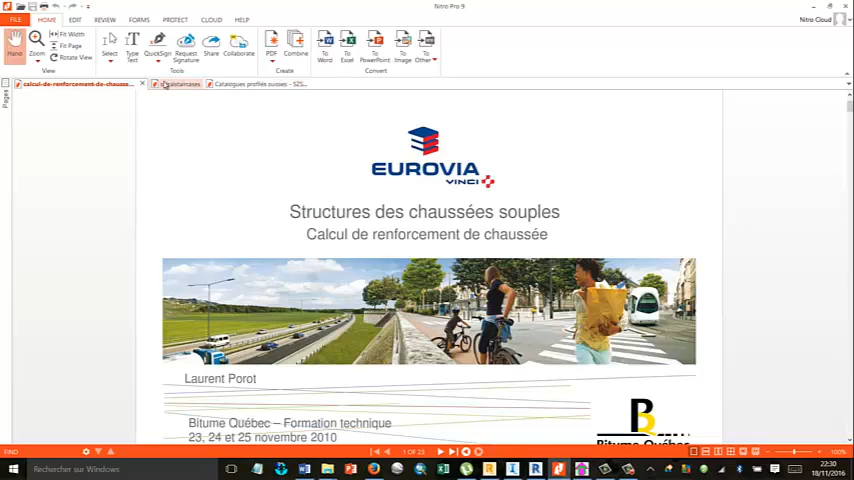 Nitro Pro 9
FILE HOME EDIT REVIEW FORMS PROTECT CLOUD HELP
Nitro Cloud
Hand Zoom Fit Width Fit Page Rotate View
Select Type Text QuickSign Request Signature Share Collaborate
PDF Combine
To Word To Excel To PowerPoint To Image To Other
View Tools Create Convert
calcul-de-renforcement-de-chausse... Catalogues profilés suisses - SZS...
Pages
EUROVIA
VINCI
Structures des chaussées souples
Calcul de renforcement de chaussée
Laurent Porot
Bitume Québec – Formation technique
23, 24 et 25 novembre 2010
B
Bitume Québec
FIND
1 OF 23
100%
Rechercher sur Windows
22:30
18/11/2016